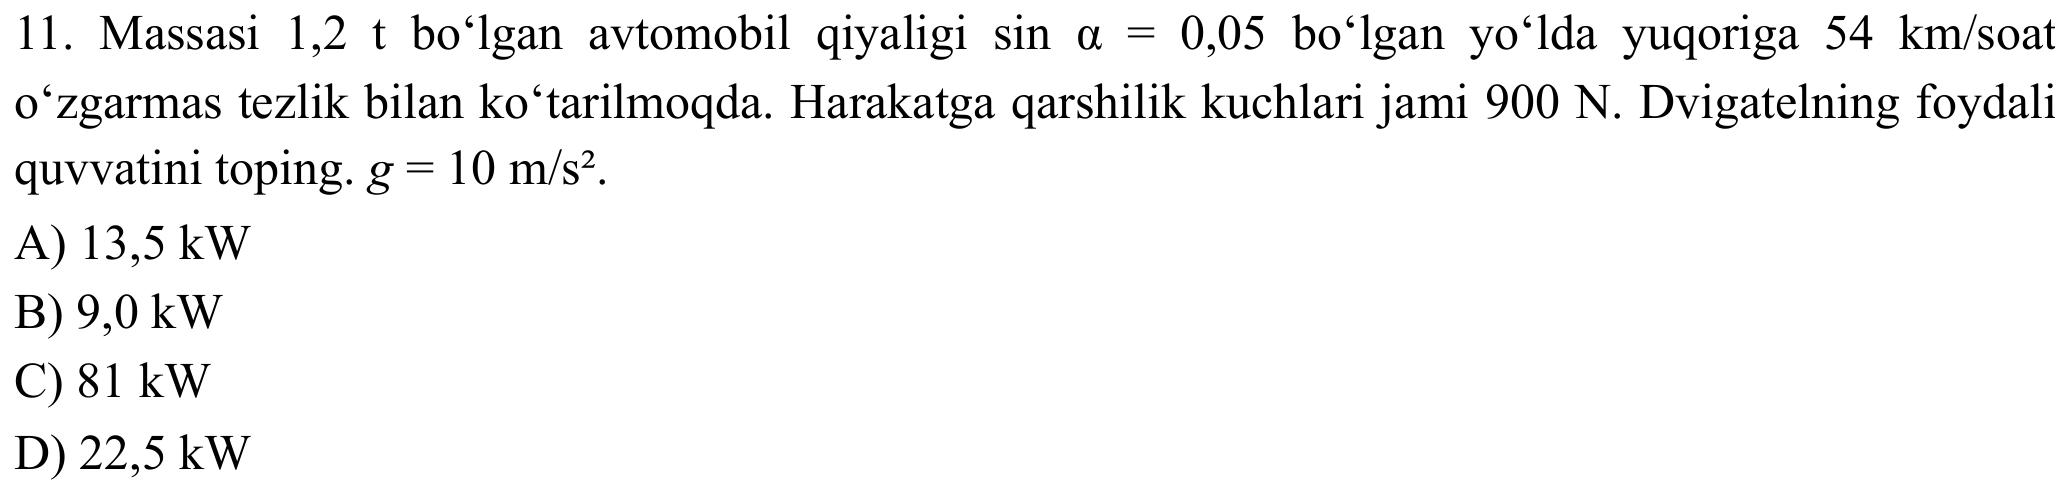 11. Massasi 1,2 t bo‘lgan avtomobil qiyaligi sin α = 0,05 bo‘lgan yo‘lda yuqoriga 54 km/soat
o‘zgarmas tezlik bilan ko‘tarilmoqda. Harakatga qarshilik kuchlari jami 900 N. Dvigatelning foydali
quvvatini toping. g = 10 m/s².
A) 13,5 kW
B) 9,0 kW
C) 81 kW
D) 22,5 kW